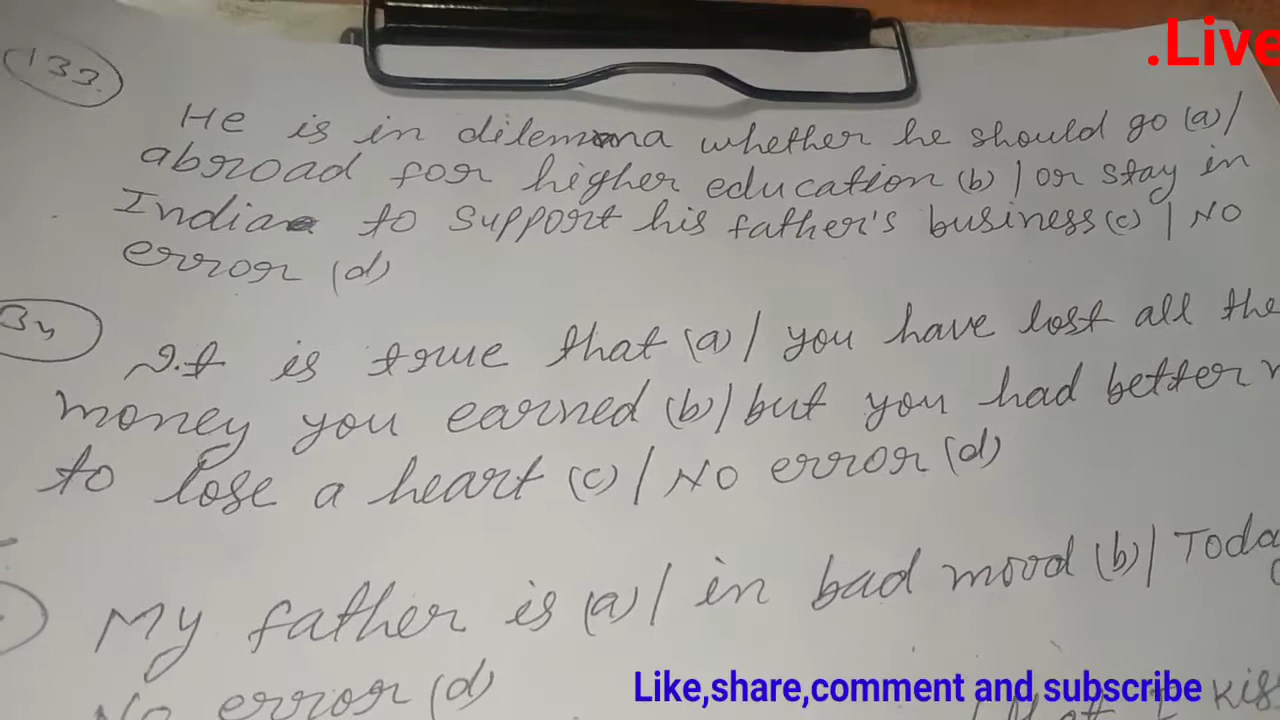 .Live
133.
He is in dilemma whether he should go (a)/
abroad for higher education (b) / or stay in
India to support his father's business (c) / No
error (d)
34
It is true that (a) / you have lost all the
money you earned (b) / but you had better
to lose a heart (c) / No error (d)
My father is (a) / in bad mood (b) / Toda
No error (d)
Like,share,comment and subscribe